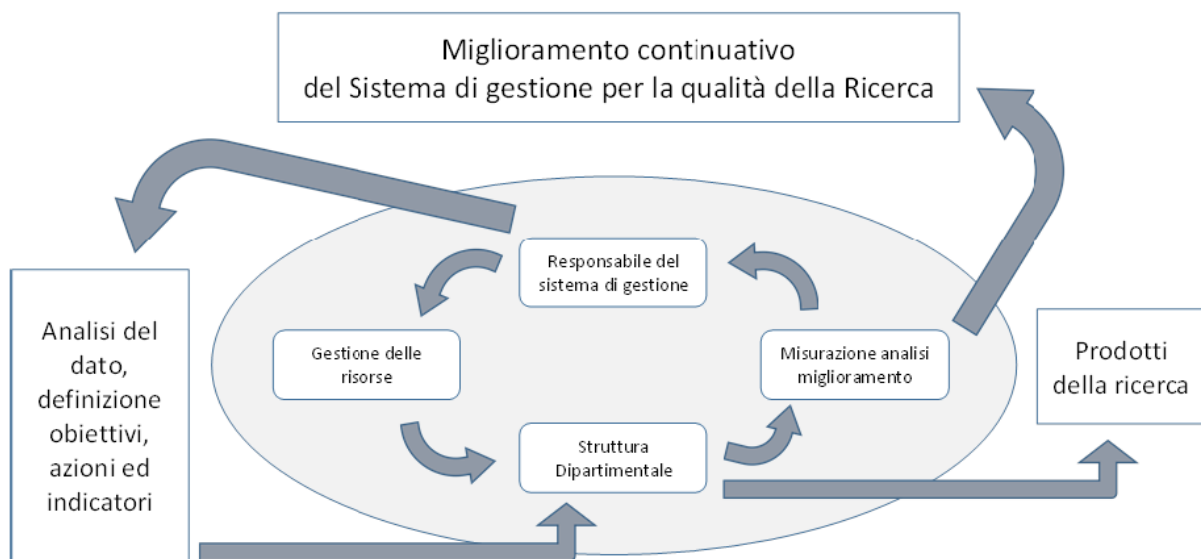 Miglioramento continuativo
del Sistema di gestione per la qualità della Ricerca
Responsabile del
sistema di gestione
Analisi del
dato,
definizione
obiettivi,
azioni ed
indicatori
Gestione delle
risorse
Misurazione analisi
miglioramento
Prodotti
della ricerca
Struttura
Dipartimentale